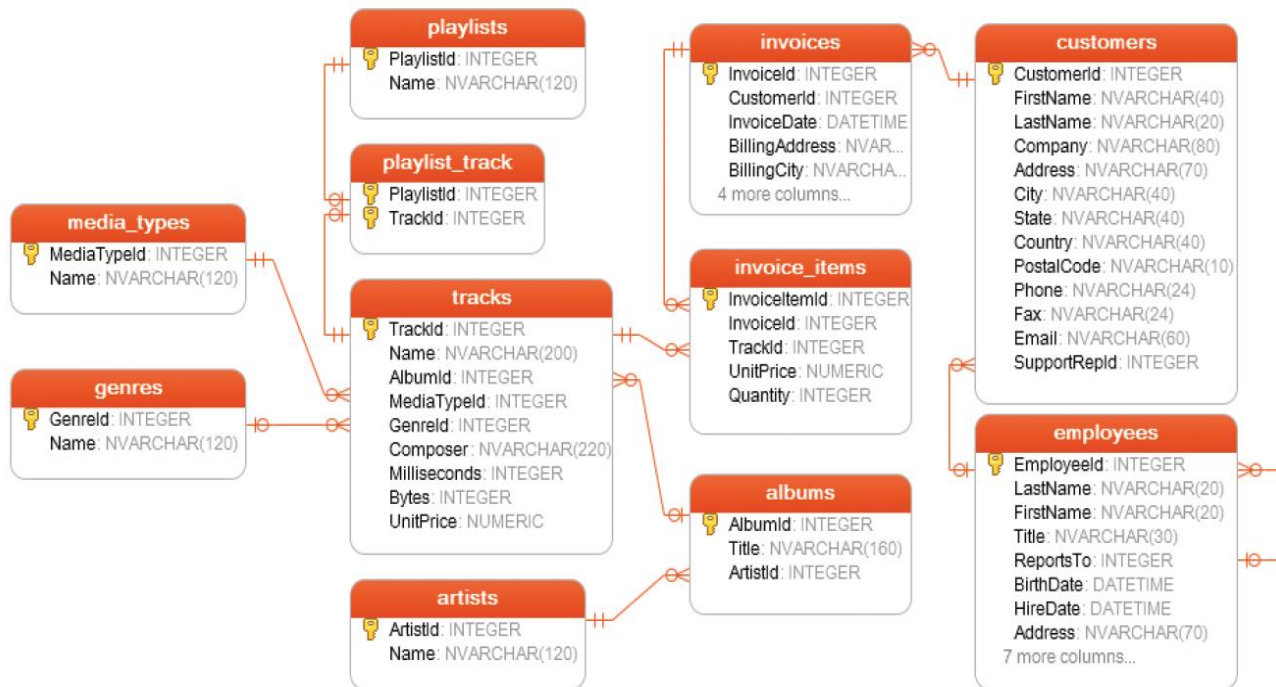 playlists
PlaylistId: INTEGER
Name: NVARCHAR(120)
playlist_track
PlaylistId: INTEGER
TrackId: INTEGER
media_types
MediaTypeId: INTEGER
Name: NVARCHAR(120)
genres
GenreId: INTEGER
Name: NVARCHAR(120)
tracks
TrackId: INTEGER
Name: NVARCHAR(200)
AlbumId: INTEGER
MediaTypeId: INTEGER
GenreId: INTEGER
Composer: NVARCHAR(220)
Milliseconds: INTEGER
Bytes: INTEGER
UnitPrice: NUMERIC
artists
ArtistId: INTEGER
Name: NVARCHAR(120)
invoices
InvoiceId: INTEGER
CustomerId: INTEGER
InvoiceDate: DATETIME
BillingAddress: NVAR...
BillingCity: NVARCHA...
4 more columns...
invoice_items
InvoiceItemId: INTEGER
InvoiceId: INTEGER
TrackId: INTEGER
UnitPrice: NUMERIC
Quantity: INTEGER
albums
AlbumId: INTEGER
Title: NVARCHAR(160)
ArtistId: INTEGER
customers
CustomerId: INTEGER
FirstName: NVARCHAR(40)
LastName: NVARCHAR(20)
Company: NVARCHAR(80)
Address: NVARCHAR(70)
City: NVARCHAR(40)
State: NVARCHAR(40)
Country: NVARCHAR(40)
PostalCode: NVARCHAR(10)
Phone: NVARCHAR(24)
Fax: NVARCHAR(24)
Email: NVARCHAR(60)
SupportRepId: INTEGER
employees
EmployeeId: INTEGER
LastName: NVARCHAR(20)
FirstName: NVARCHAR(20)
Title: NVARCHAR(30)
ReportsTo: INTEGER
BirthDate: DATETIME
HireDate: DATETIME
Address: NVARCHAR(70)
7 more columns...